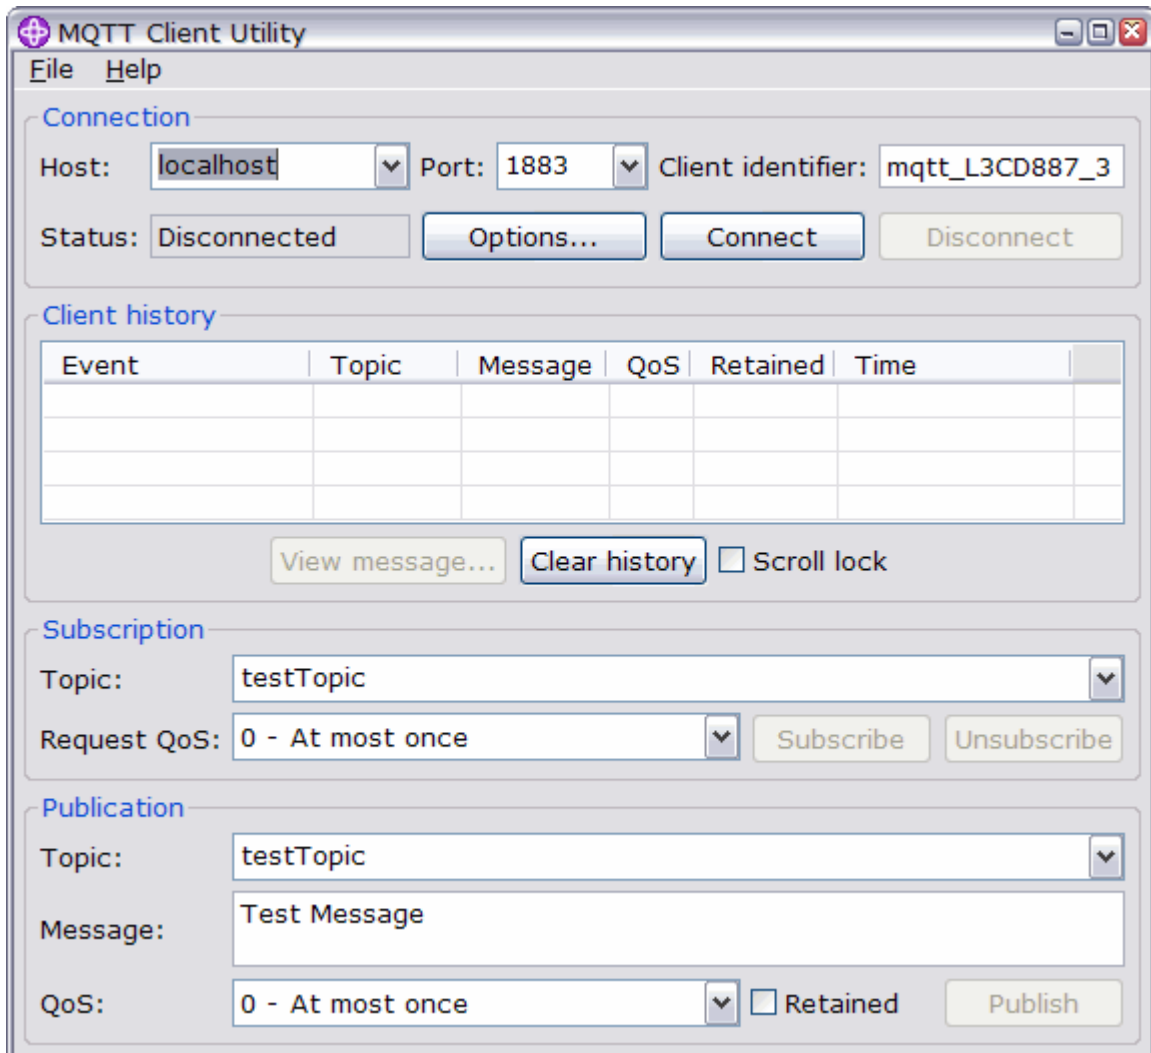 MQTT Client Utility
File Help
Connection
Host: localhost Port: 1883 Client identifier: mqtt_L3CD887_3
Status: Disconnected Options... Connect Disconnect
Client history
Event Topic Message QoS Retained Time
View message... Clear history Scroll lock
Subscription
Topic: testTopic
Request QoS: 0 - At most once Subscribe Unsubscribe
Publication
Topic: testTopic
Message: Test Message
QoS: 0 - At most once Retained Publish